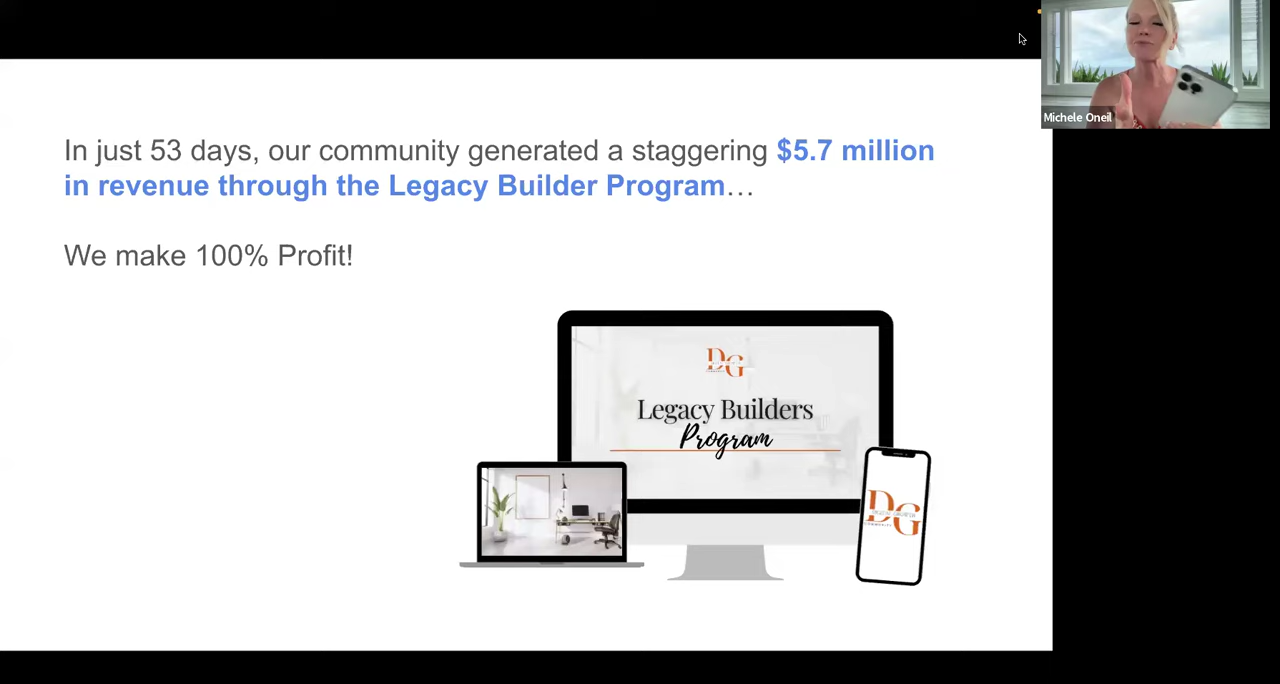 Michele Oneil
In just 53 days, our community generated a staggering $5.7 million
in revenue through the Legacy Builder Program…
We make 100% Profit!
DG
Legacy Builders
Program
DG